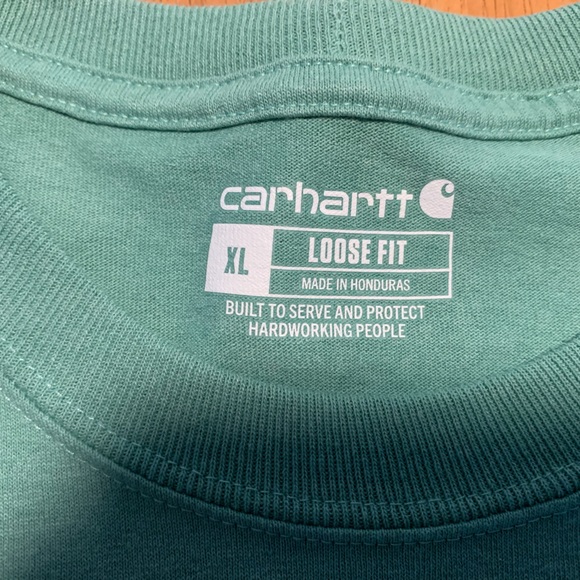 carhartt
XL
LOOSE FIT
MADE IN HONDURAS
BUILT TO SERVE AND PROTECT
HARDWORKING PEOPLE